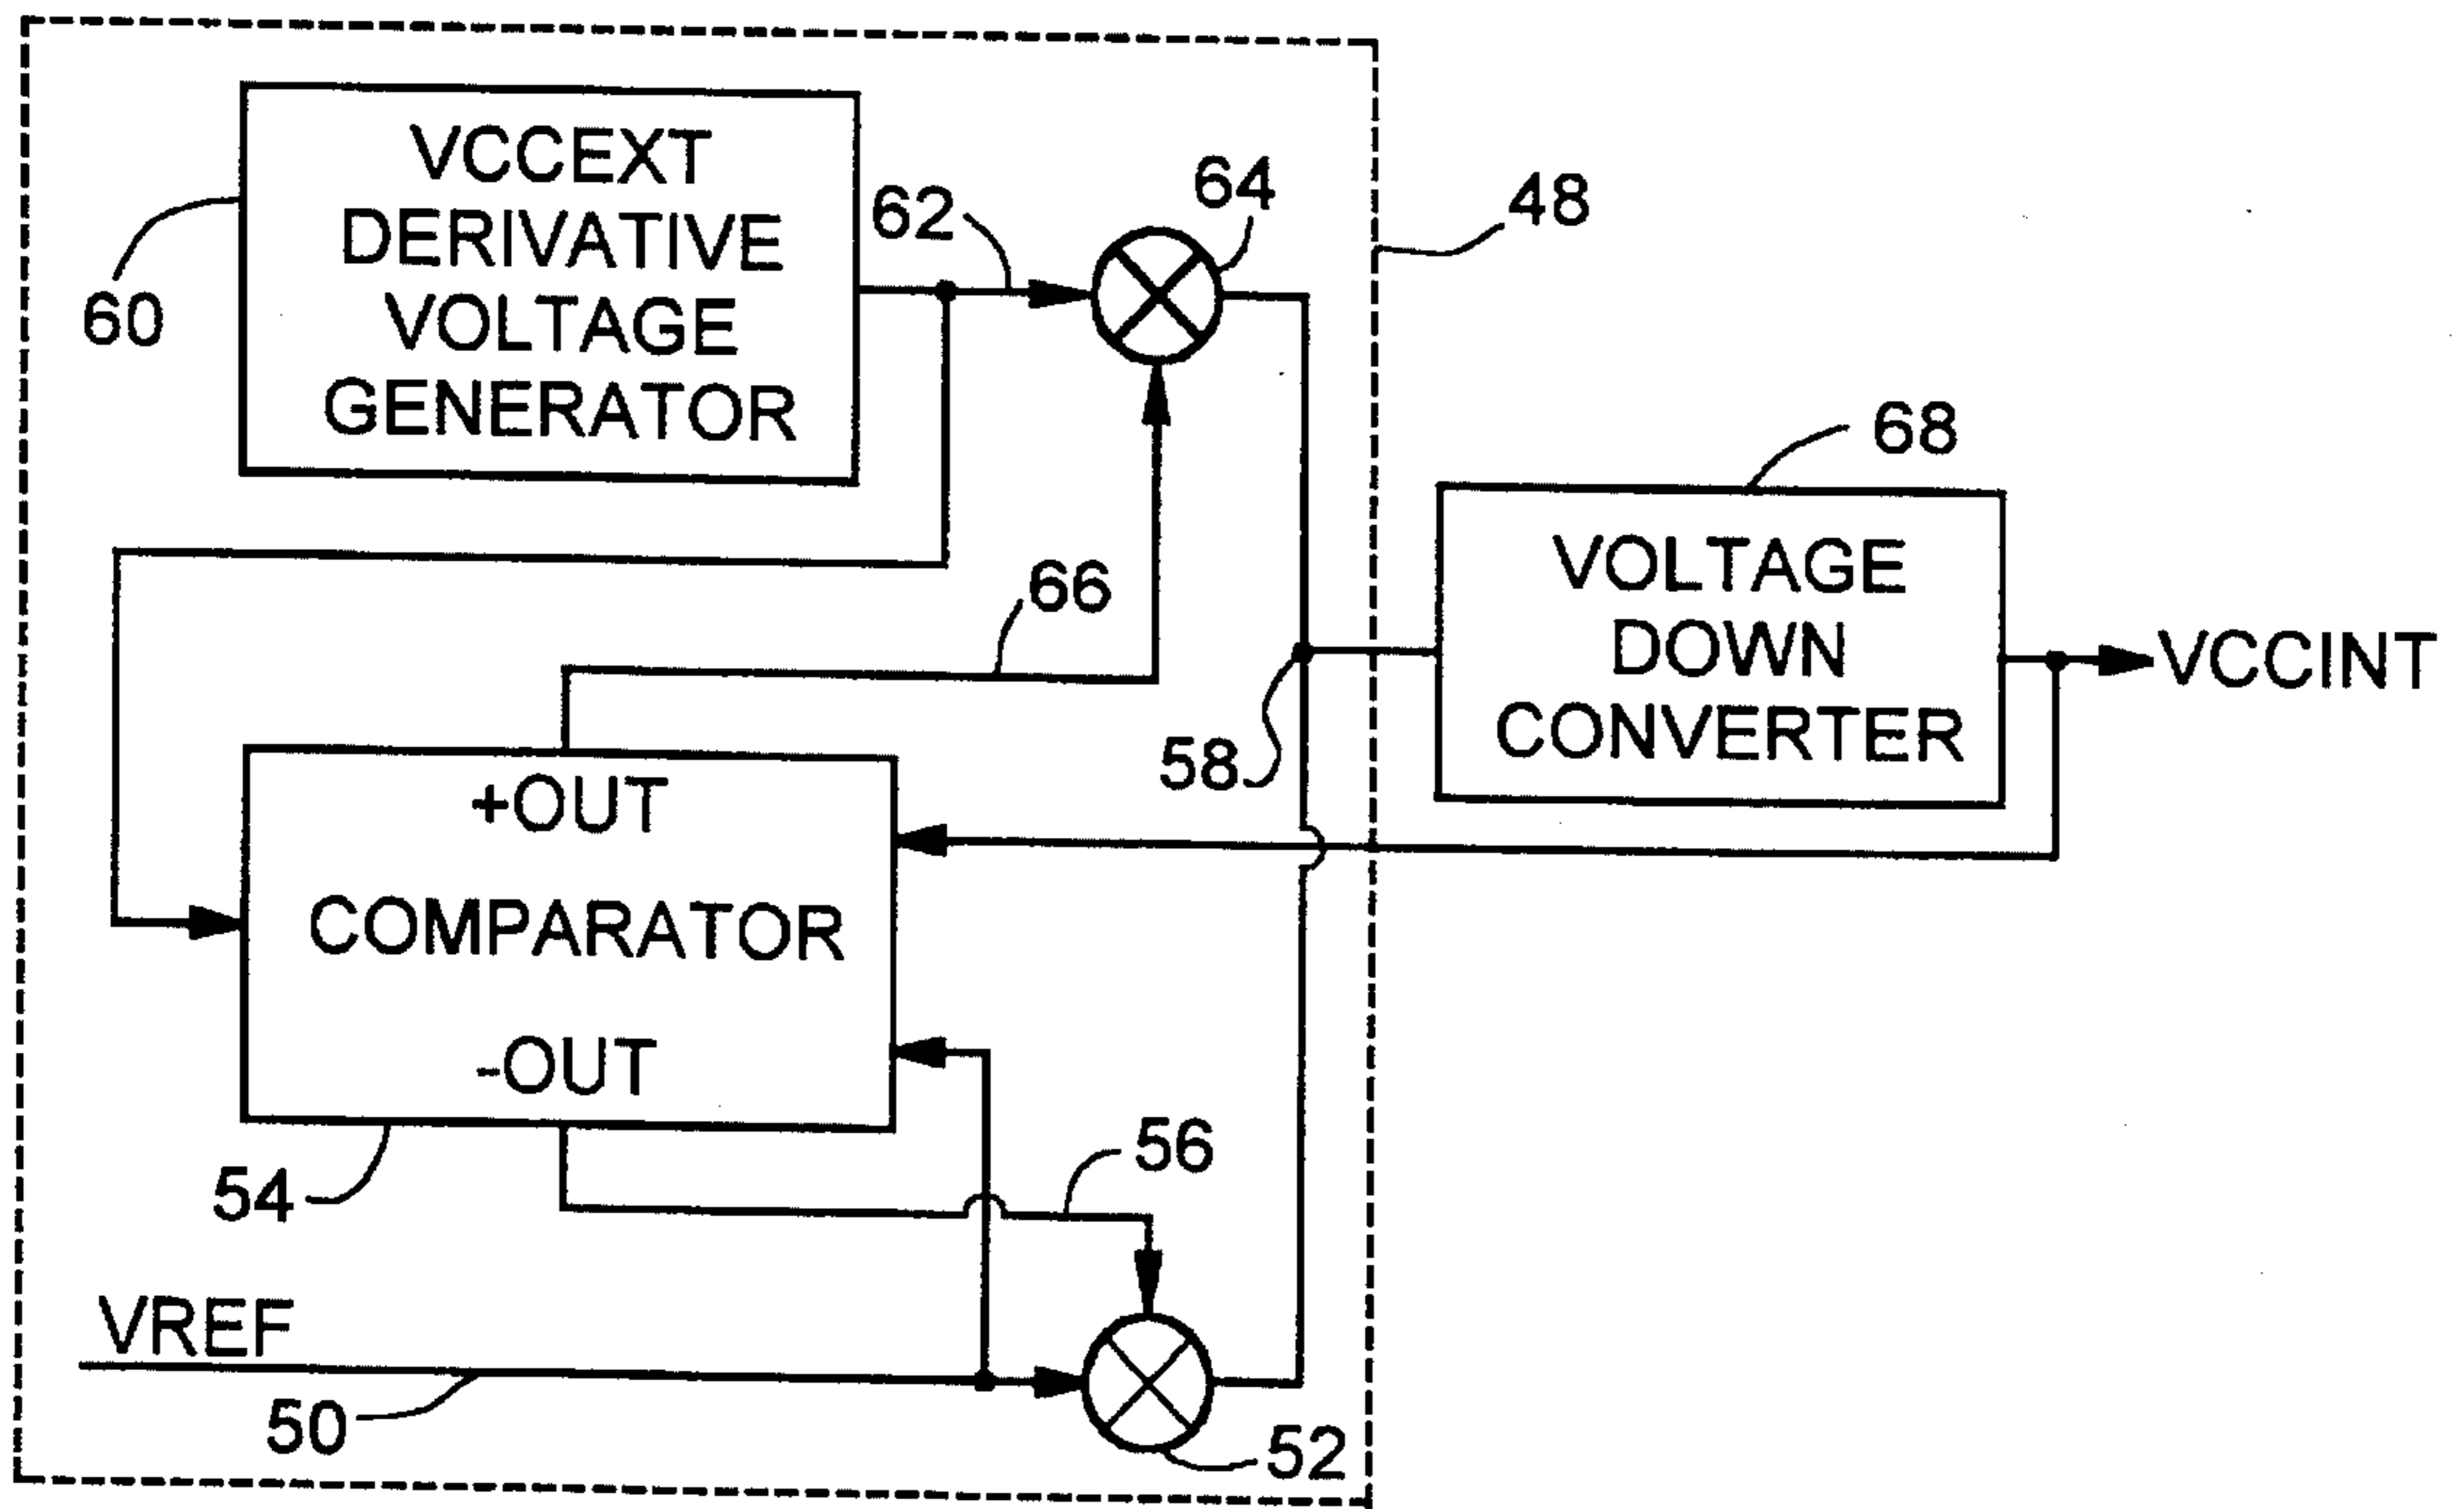 VCCEXT
DERIVATIVE
VOLTAGE
GENERATOR
60
62
64
48
66
68
VOLTAGE
DOWN
CONVERTER
VCCINT
58
+OUT
COMPARATOR
-OUT
54
56
VREF
50
52